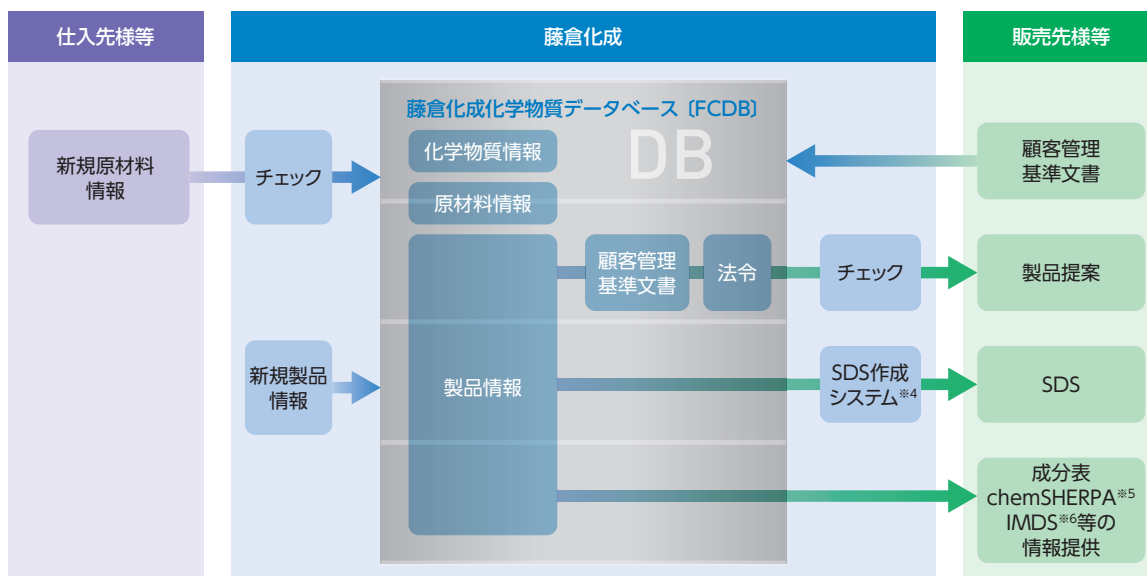 仕入先様等
藤倉化成
販売先様等
藤倉化成化学物質データベース〔FCDB〕
DB
化学物質情報
原材料情報
新規原材料
情報
チェック
顧客管理
基準文書
顧客管理
基準文書
法令
チェック
製品提案
新規製品
情報
製品情報
SDS作成
システム※4
SDS
成分表
chemSHERPA※5
IMDS※6等の
情報提供